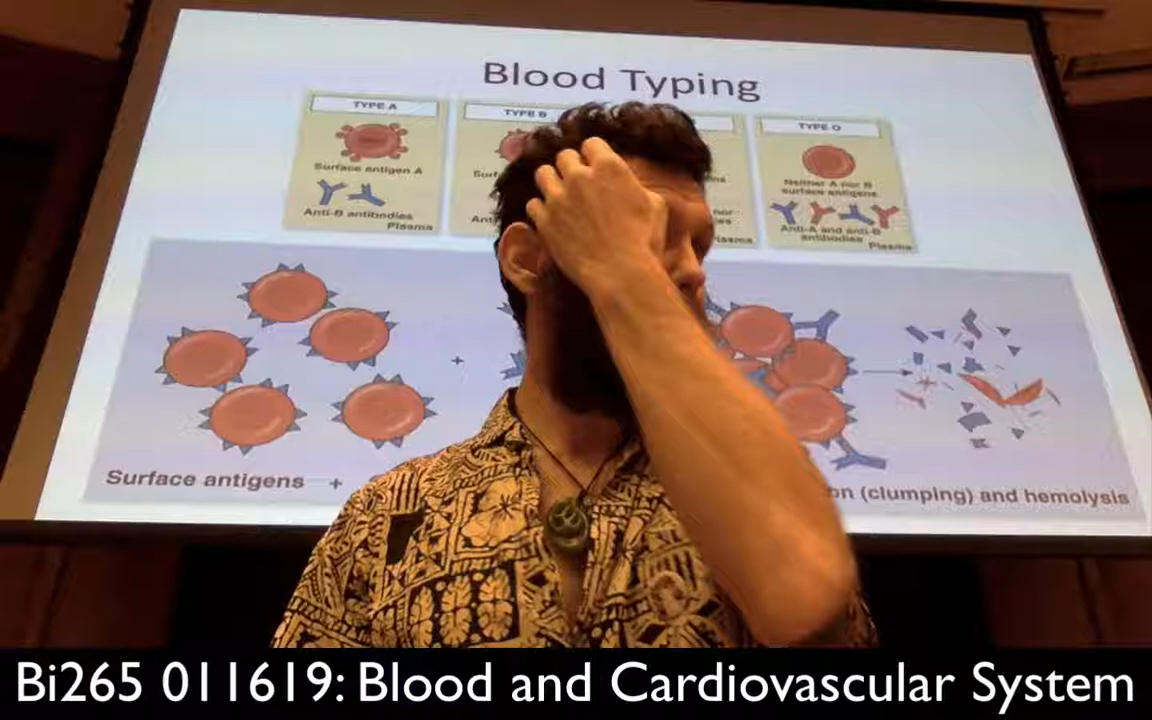 Blood Typing
TYPE A
TYPE B
TYPE O
Surface antigen A
Neither A nor B
surface antigens
Anti-B antibodies
Plasma
Anti-A and anti-B
antibodies
Plasma
Surface antigens +
(clumping) and hemolysis
Bi265 011619: Blood and Cardiovascular System